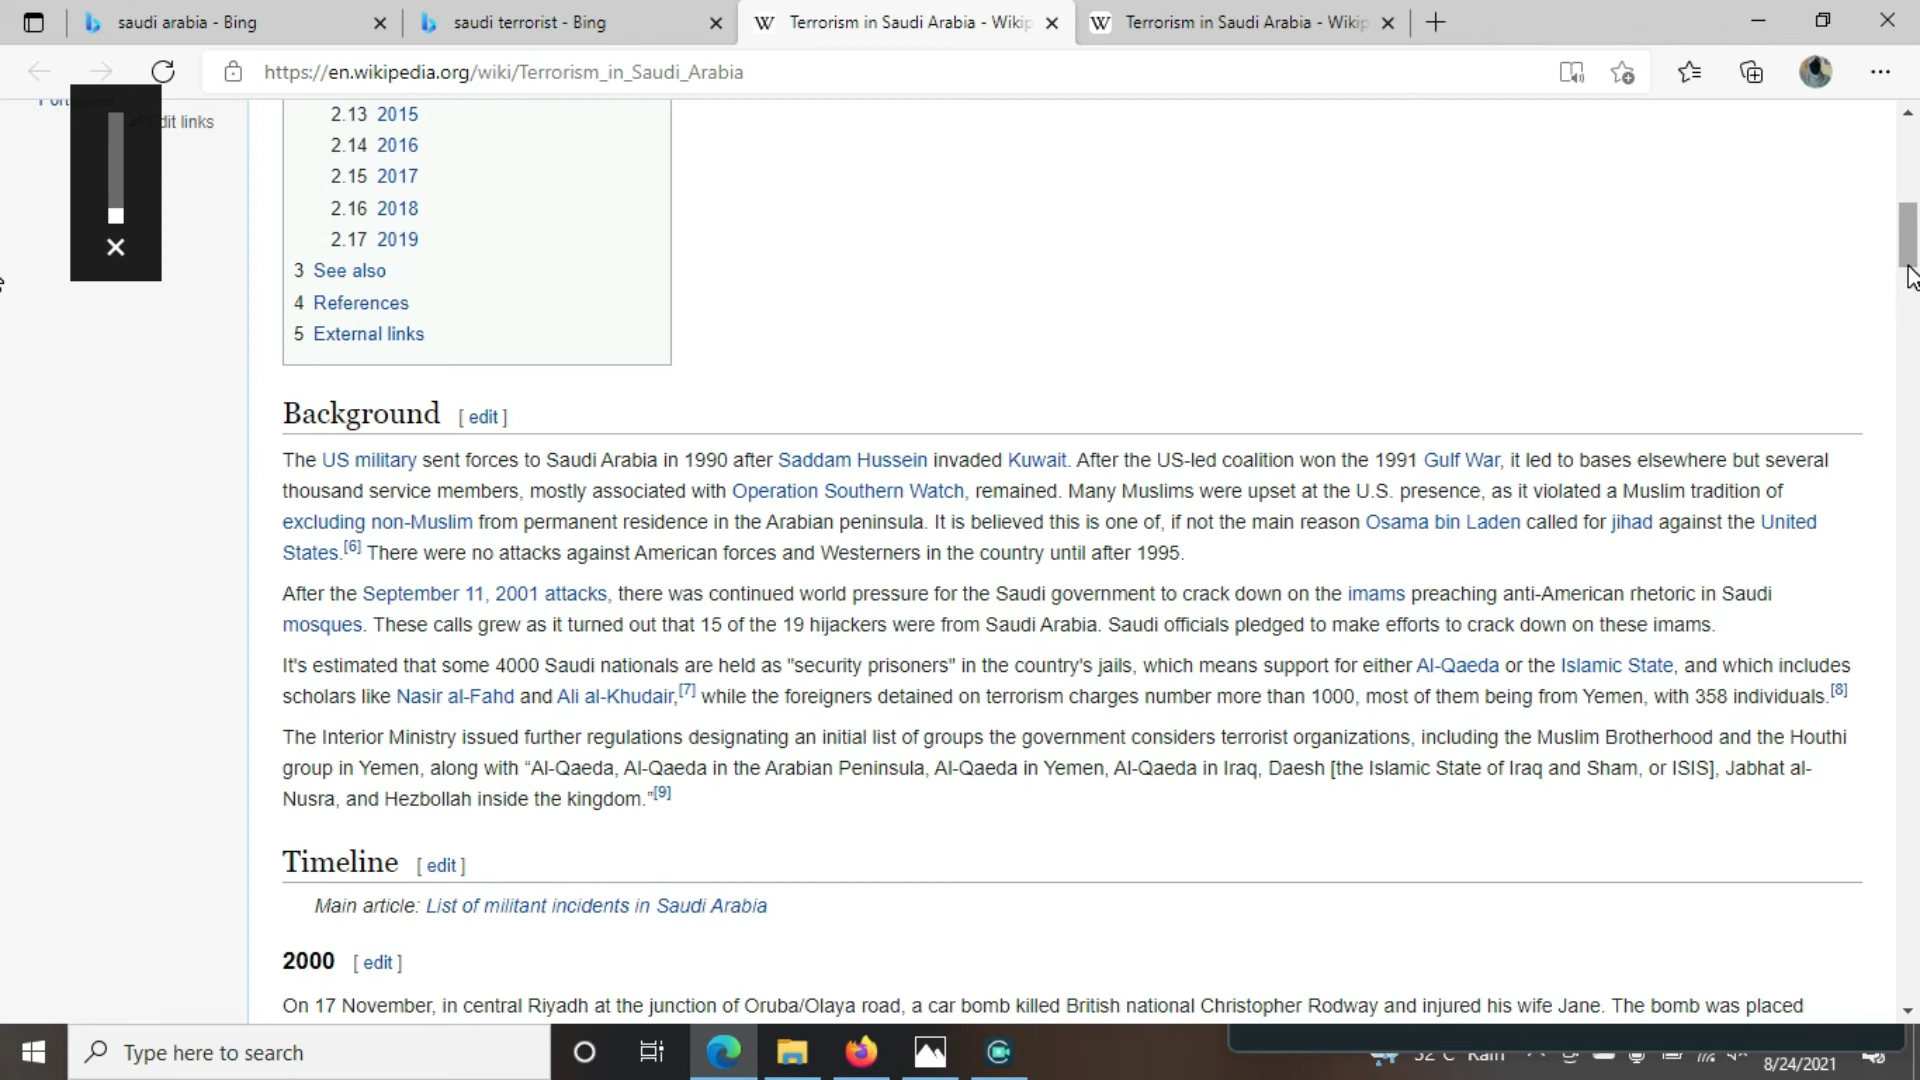 saudi arabia - Bing
saudi terrorist - Bing
Terrorism in Saudi Arabia - Wikip
Terrorism in Saudi Arabia - Wikip
https://en.wikipedia.org/wiki/Terrorism_in_Saudi_Arabia
dit links
2.13 2015
2.14 2016
2.15 2017
2.16 2018
2.17 2019
3 See also
4 References
5 External links
Background [ edit ]
The US military sent forces to Saudi Arabia in 1990 after Saddam Hussein invaded Kuwait. After the US-led coalition won the 1991 Gulf War, it led to bases elsewhere but several
thousand service members, mostly associated with Operation Southern Watch, remained. Many Muslims were upset at the U.S. presence, as it violated a Muslim tradition of
excluding non-Muslim from permanent residence in the Arabian peninsula. It is believed this is one of, if not the main reason Osama bin Laden called for jihad against the United
States.[6] There were no attacks against American forces and Westerners in the country until after 1995.
After the September 11, 2001 attacks, there was continued world pressure for the Saudi government to crack down on the imams preaching anti-American rhetoric in Saudi
mosques. These calls grew as it turned out that 15 of the 19 hijackers were from Saudi Arabia. Saudi officials pledged to make efforts to crack down on these imams.
It's estimated that some 4000 Saudi nationals are held as "security prisoners" in the country's jails, which means support for either Al-Qaeda or the Islamic State, and which includes
scholars like Nasir al-Fahd and Ali al-Khudair,[7] while the foreigners detained on terrorism charges number more than 1000, most of them being from Yemen, with 358 individuals.[8]
The Interior Ministry issued further regulations designating an initial list of groups the government considers terrorist organizations, including the Muslim Brotherhood and the Houthi
group in Yemen, along with “Al-Qaeda, Al-Qaeda in the Arabian Peninsula, Al-Qaeda in Yemen, Al-Qaeda in Iraq, Daesh [the Islamic State of Iraq and Sham, or ISIS], Jabhat al-
Nusra, and Hezbollah inside the kingdom.”[9]
Timeline [ edit ]
Main article: List of militant incidents in Saudi Arabia
2000 [ edit ]
On 17 November, in central Riyadh at the junction of Oruba/Olaya road, a car bomb killed British national Christopher Rodway and injured his wife Jane. The bomb was placed
Type here to search
32°C Rain
8/24/2021